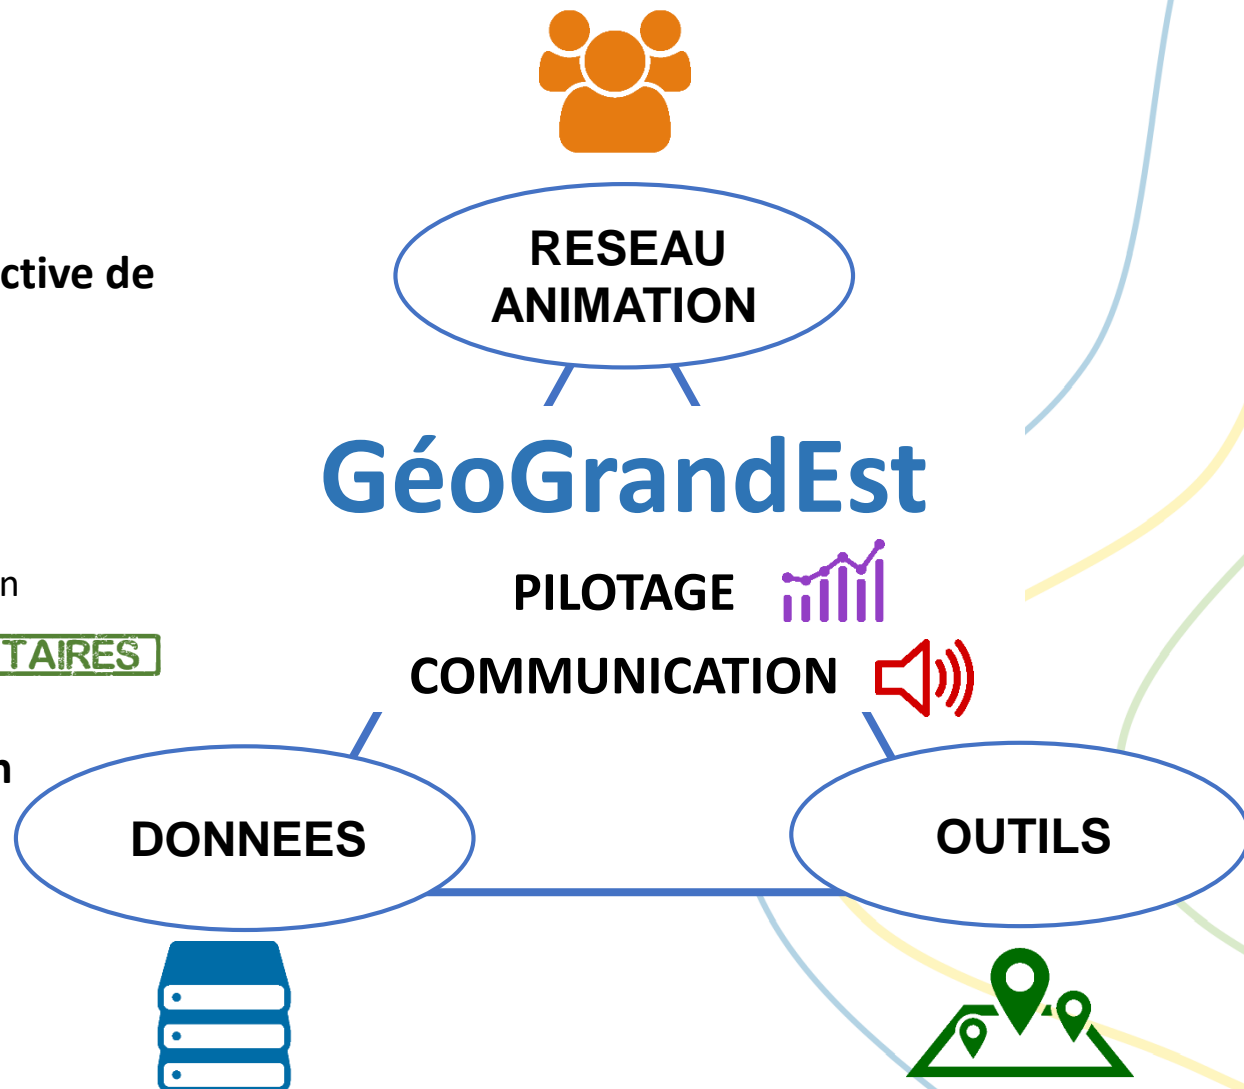 RESEAU
ANIMATION
ctive de
GéoGrandEst
n
PILOTAGE
TAIRES
COMMUNICATION
n
DONNEES
OUTILS